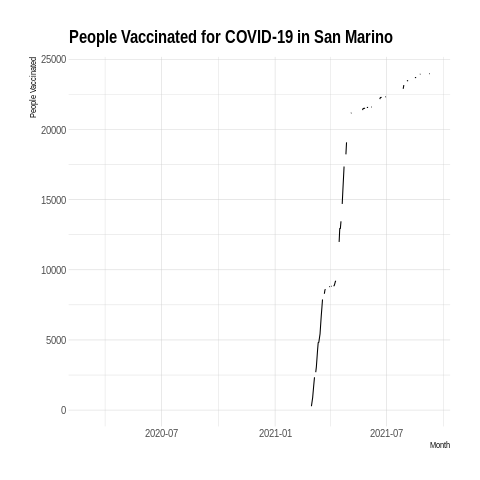 People Vaccinated for COVID-19 in San Marino
People Vaccinated
25000
20000
15000
10000
5000
0
2020-07 2021-01 2021-07
Month